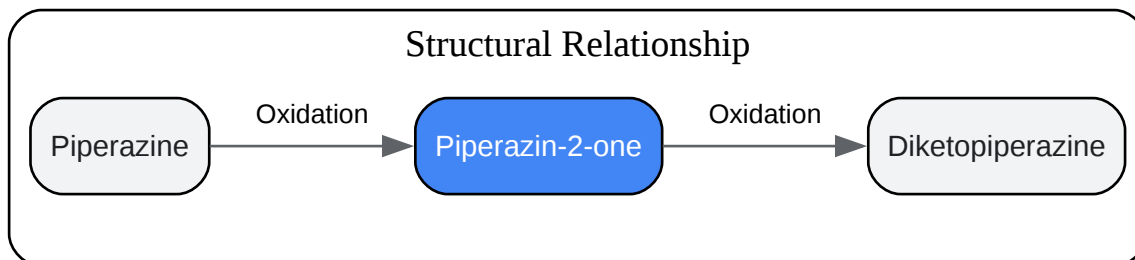 Structural Relationship
Oxidation
Oxidation
Piperazine
Piperazin-2-one
Diketopiperazine